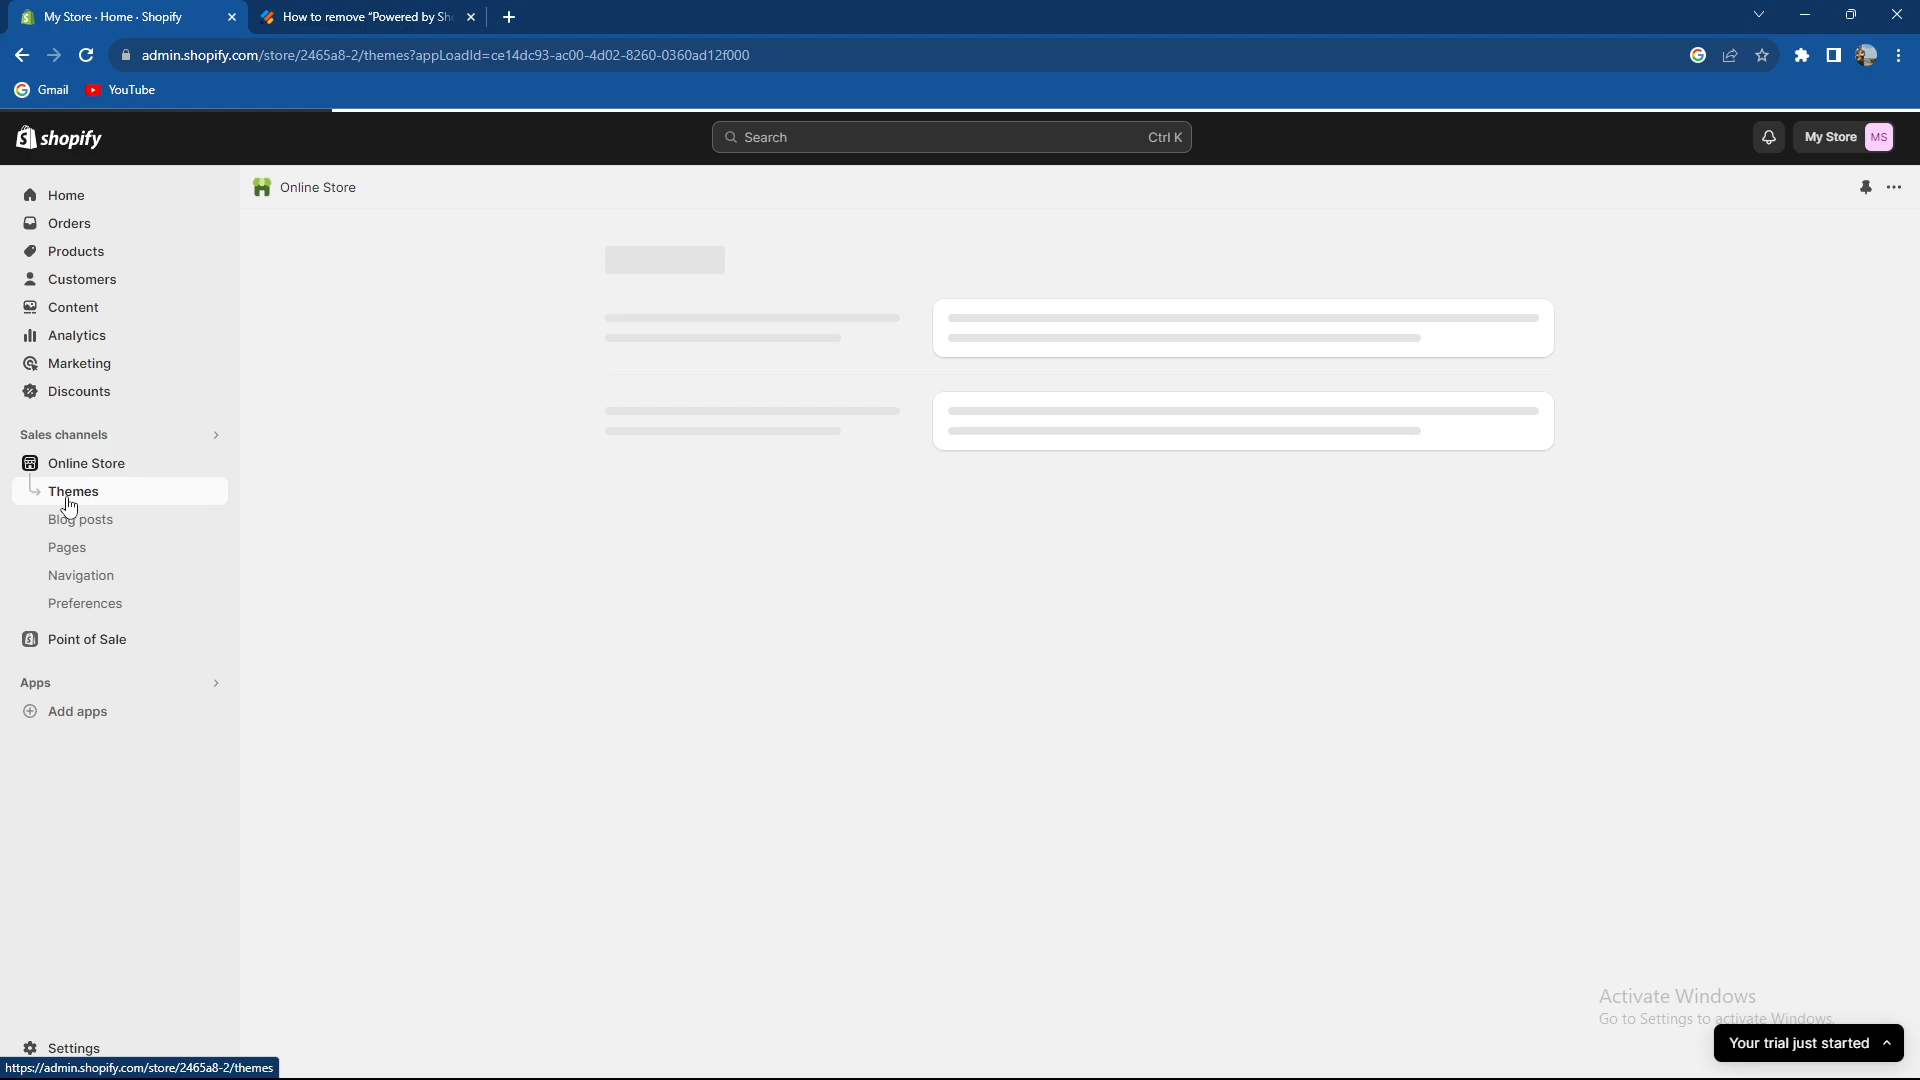 My Store · Home · Shopify
How to remove "Powered by Sh
admin.shopify.com/store/2465a8-2/themes?appLoadId=ce14dc93-ac00-4d02-8260-0360ad12f000
Gmail
YouTube
shopify
Search
Ctrl K
My Store
MS
Home
Orders
Products
Customers
Content
Analytics
Marketing
Discounts
Sales channels
Online Store
Themes
Blog posts
Pages
Navigation
Preferences
Point of Sale
Apps
Add apps
Settings
Online Store
Activate Windows
Go to Settings to activate Windows.
Your trial just started
https://admin.shopify.com/store/2465a8-2/themes